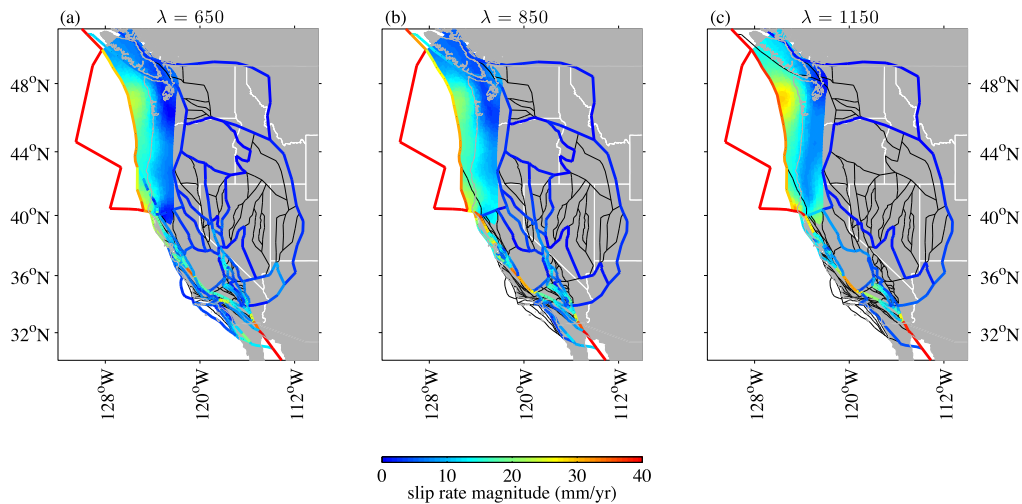 (a) λ = 650
(b) λ = 850
(c) λ = 1150
48°N
44°N
40°N
36°N
32°N
48°N
44°N
40°N
36°N
32°N
128°W
120°W
112°W
128°W
120°W
112°W
128°W
120°W
112°W
0 10 20 30 40
slip rate magnitude (mm/yr)